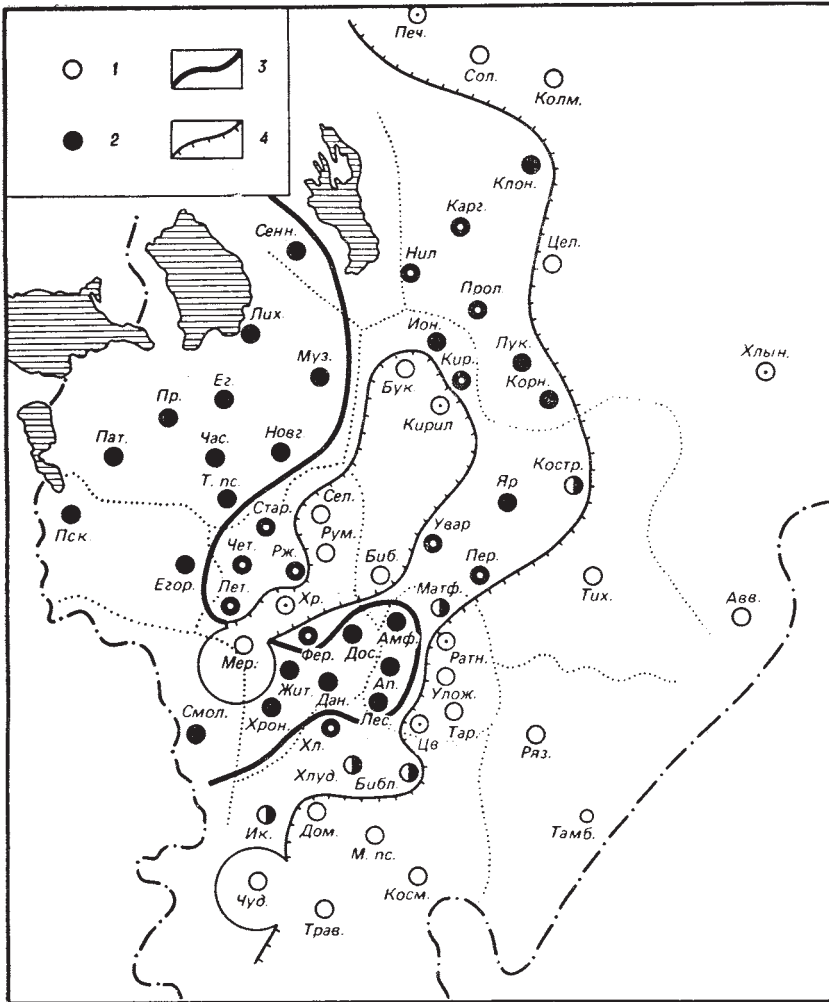 1
3
2
4
Печ.
Сол.
Колм.
Клон.
Карг.
Сенн.
Нил
Цел.
Прол.
Лих.
Ион.
Пук.
Хлын.
Муз.
Бук.
Кир.
Корн.
Ег.
Пр.
Кирил
Пат.
Час.
Новг.
Костр.
Т. пс.
Яр
Стар.
Сел.
Пск.
Увар
Чет.
Рж.
Рум.
Егор.
Биб.
Пер.
Лет.
Хр.
Матф.
Тих.
Авв.
Мер.
Фер.
Дос.
Амф.
Ратн.
Жит.
Дан.
Ап.
Улож.
Смол.
Хрон.
Лес.
Хл.
Цв
Тар.
Ряз.
Хлуд.
Библ.
Ик.
Дом.
М. пс.
Тамб.
Чуд.
Косм.
Трав.